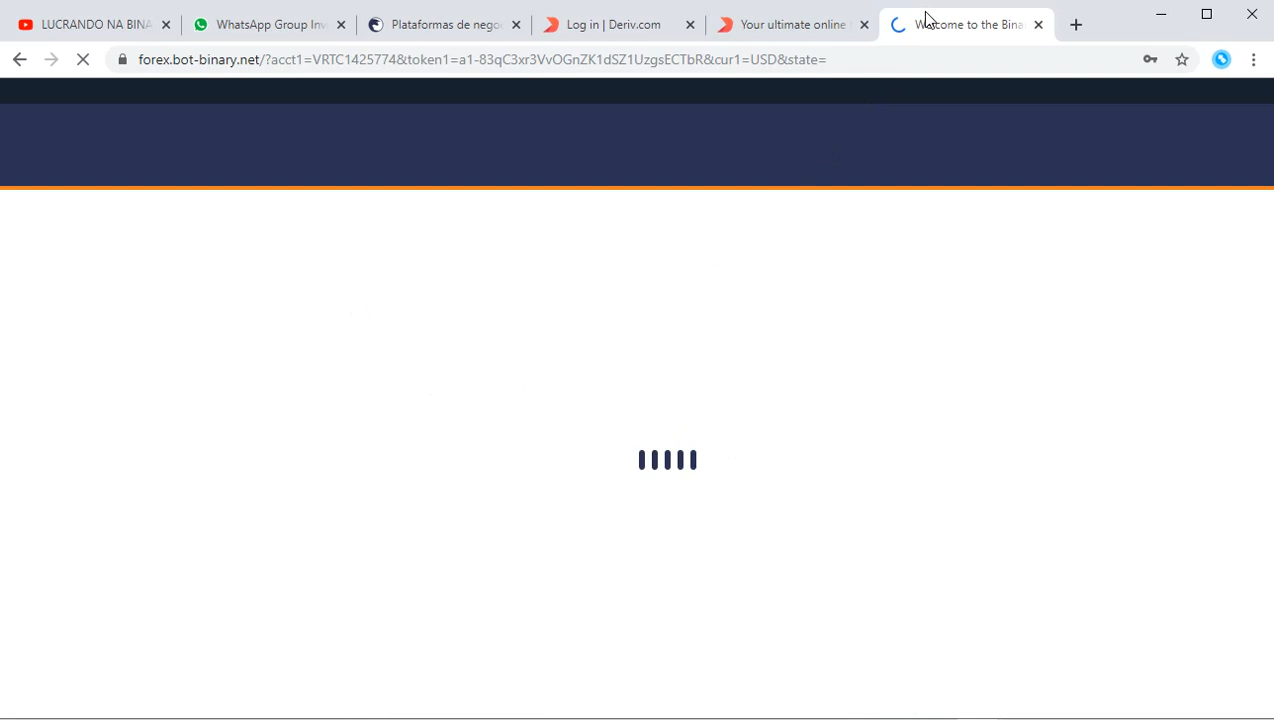 LUCRANDO NA BINA
WhatsApp Group Inv
Plataformas de nego
Log in | Deriv.com
Your ultimate online
Welcome to the Bina
forex.bot-binary.net/?acct1=VRTC1425774&token1=a1-83qC3xr3VvOGnZK1dSZ1UzgsECTbR&cur1=USD&state=